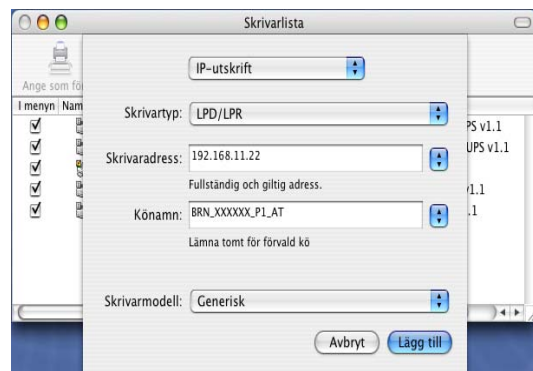 Skrivarlista
Ange som för
I menyn Nam
IP-utskrift
Skrivartyp: LPD/LPR
PS v1.1
UPS v1.1
Skrivaradress: 192.168.11.22
Fullständig och giltig adress.
v1.1
Könamn: BRN_XXXXXX_P1_AT
.1
Lämna tomt för förvald kö
Skrivarmodell: Generisk
Avbryt Lägg till